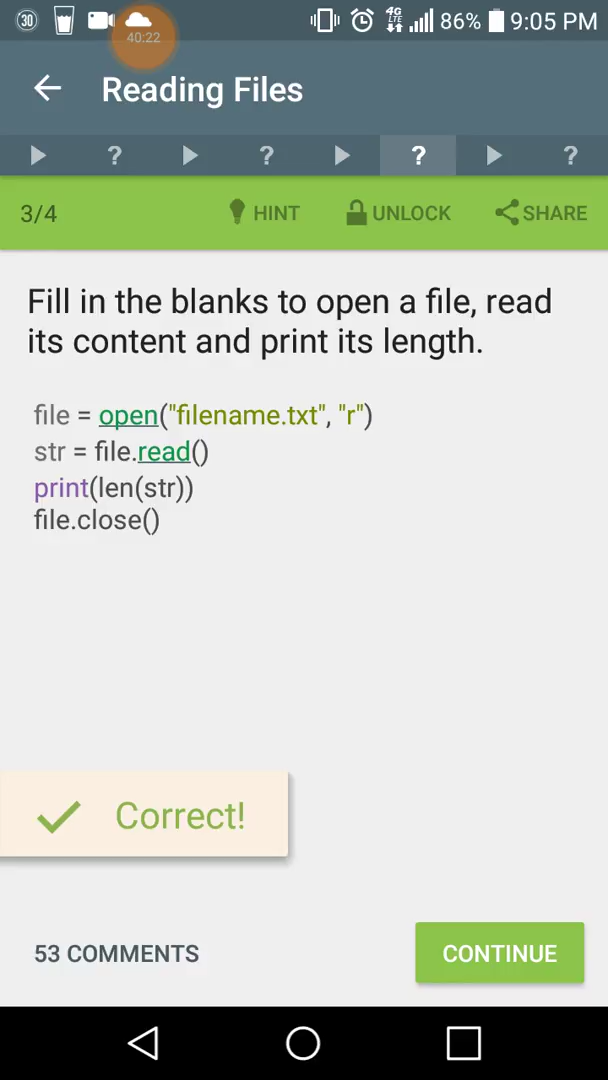 30
40:22
4G
LTE
86%
9:05 PM
Reading Files
?
?
?
?
3/4
HINT
UNLOCK
SHARE
Fill in the blanks to open a file, read
its content and print its length.
file = open("filename.txt", "r")
str = file.read()
print(len(str))
file.close()
Correct!
53 COMMENTS
CONTINUE